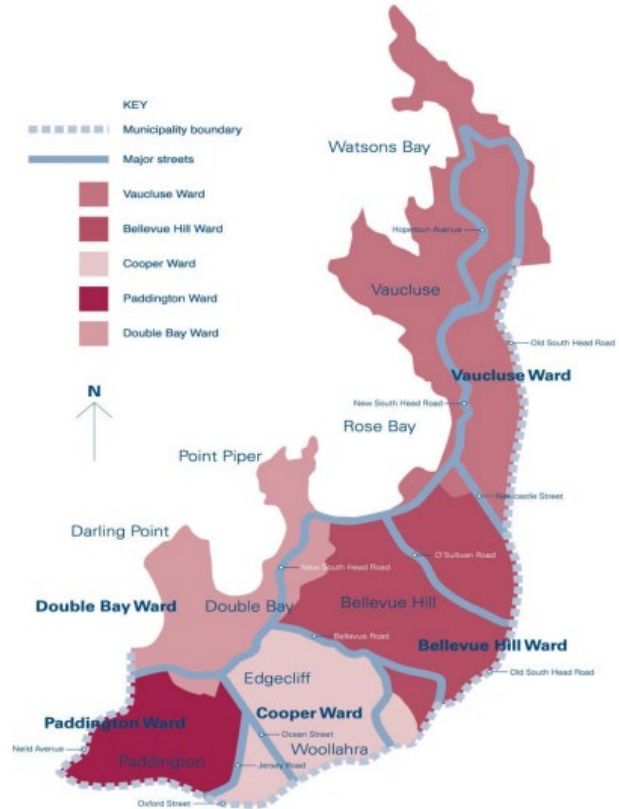 KEY
Municipality boundary
Major streets
Vaucluse Ward
Bellevue Hill Ward
Cooper Ward
Paddington Ward
Double Bay Ward
N
Watsons Bay
Hopetoun Avenue
Vaucluse
Old South Head Road
Vaucluse Ward
New South Head Road
Rose Bay
Point Piper
Newcastle Street
Darling Point
O'Sullivan Road
New South Head Road
Double Bay Ward
Double Bay
Bellevue Hill
Bellevue Road
Bellevue Hill Ward
Old South Head Road
Edgecliff
Cooper Ward
Paddington Ward
Ocean Street
Neild Avenue
Woollahra
Paddington
Jersey Road
Oxford Street